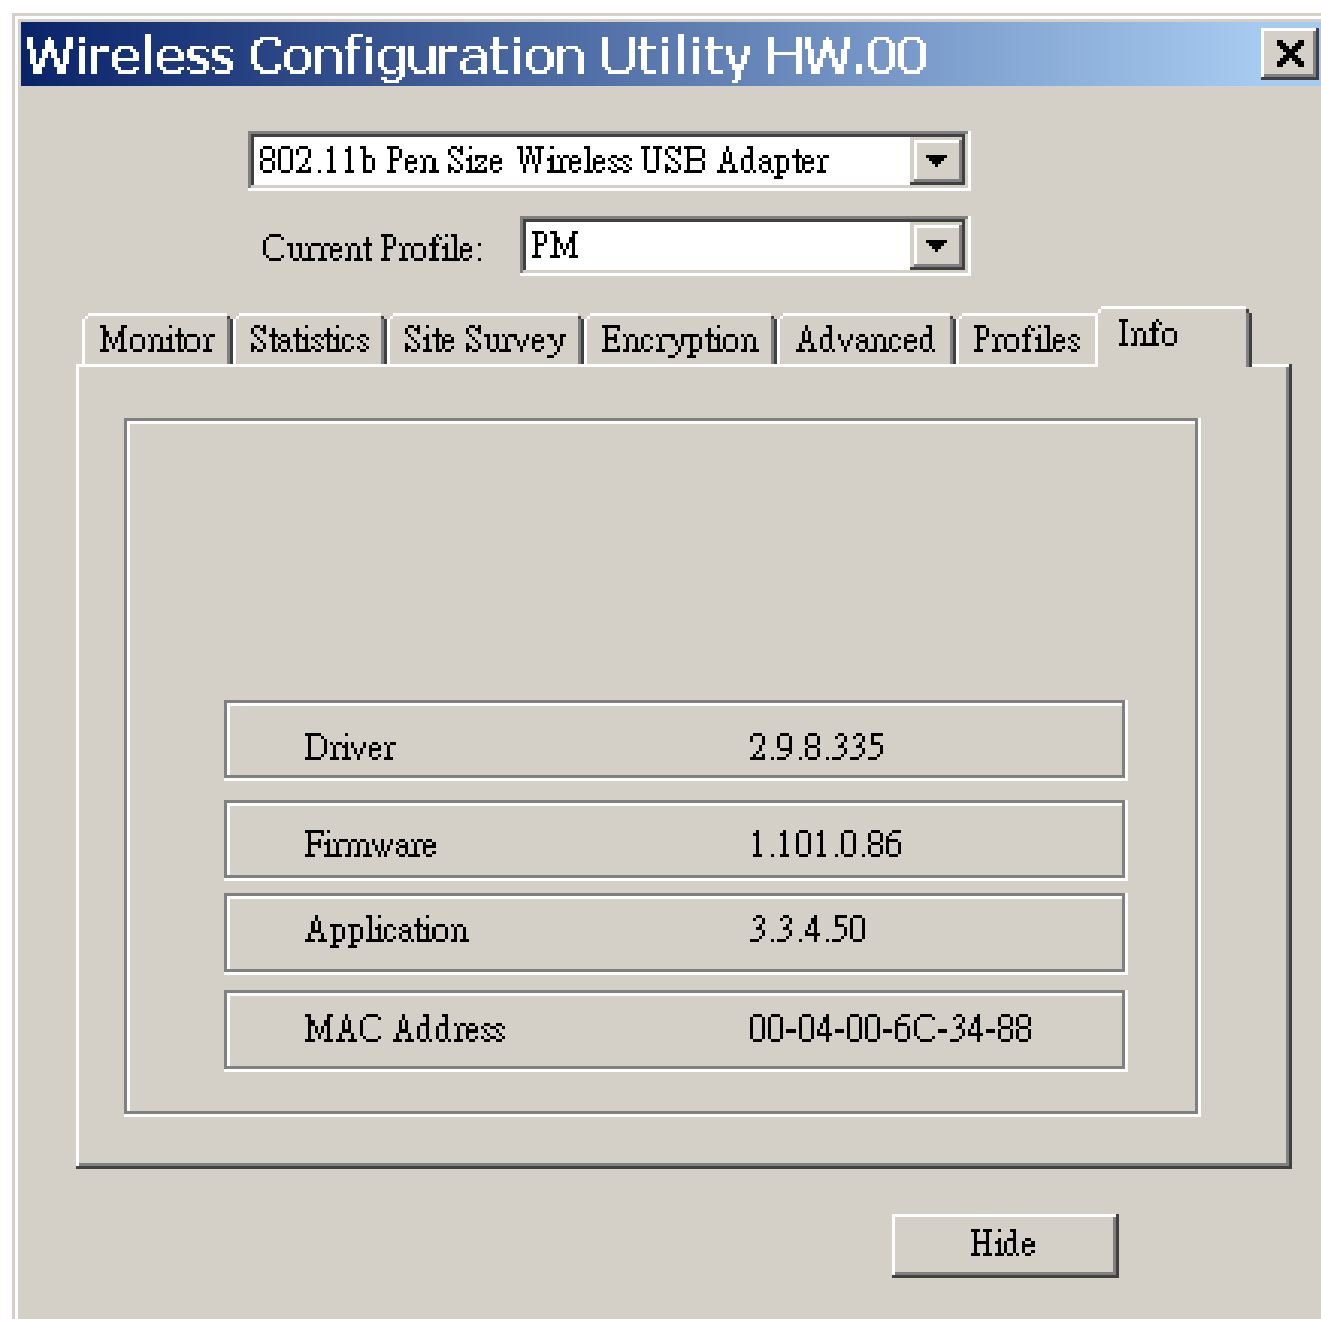 Wireless Configuration Utility HW.00
802.11b Pen Size Wireless USB Adapter
Current Profile: PM
Monitor Statistics Site Survey Encryption Advanced Profiles Info
Driver 2.9.8.335
Firmware 1.101.0.86
Application 3.3.4.50
MAC Address 00-04-00-6C-34-88
Hide